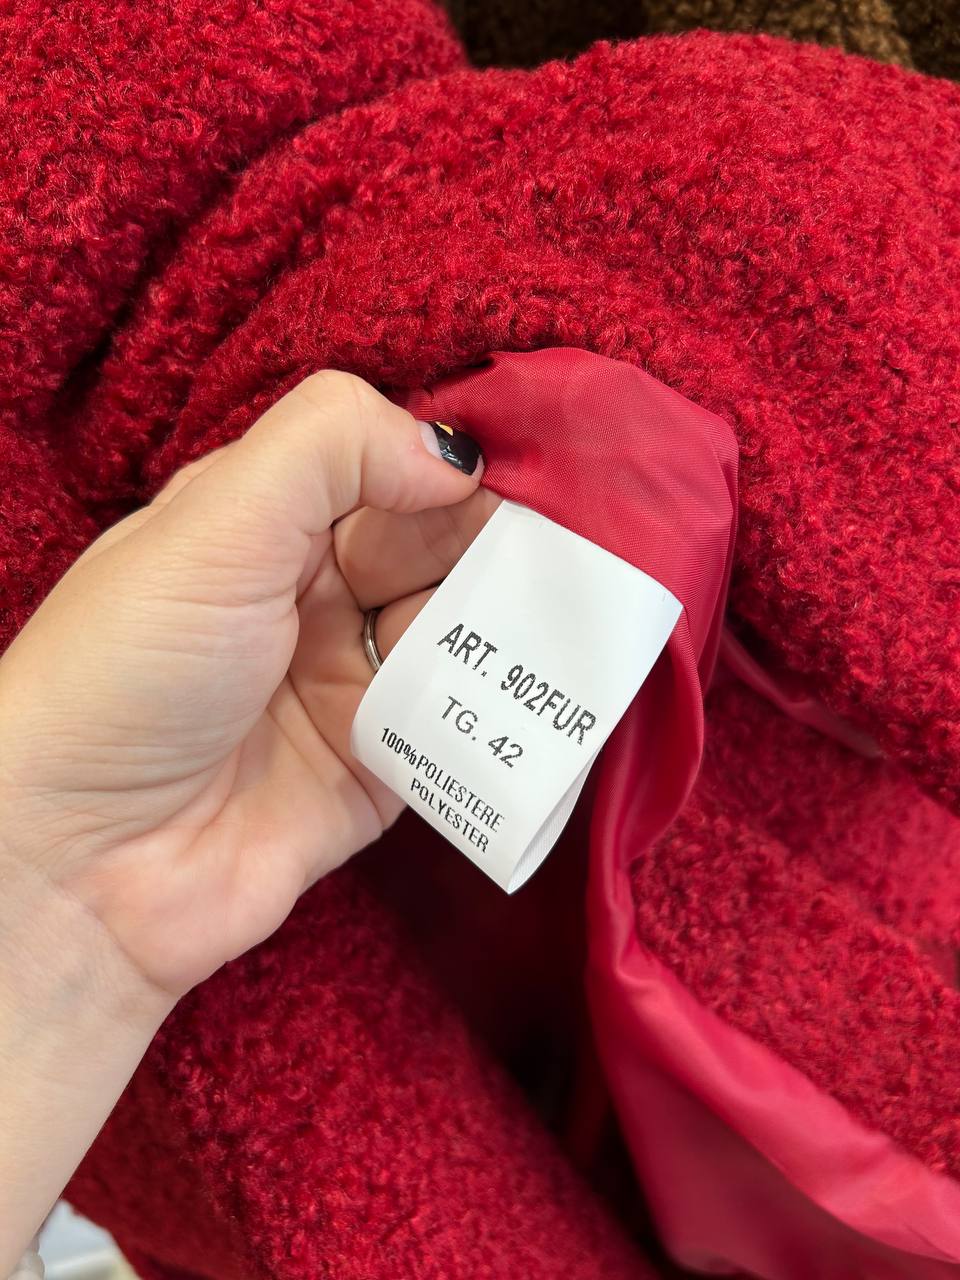 ART. 902FUR
TG. 42
100%POLIESTERE
POLYESTER